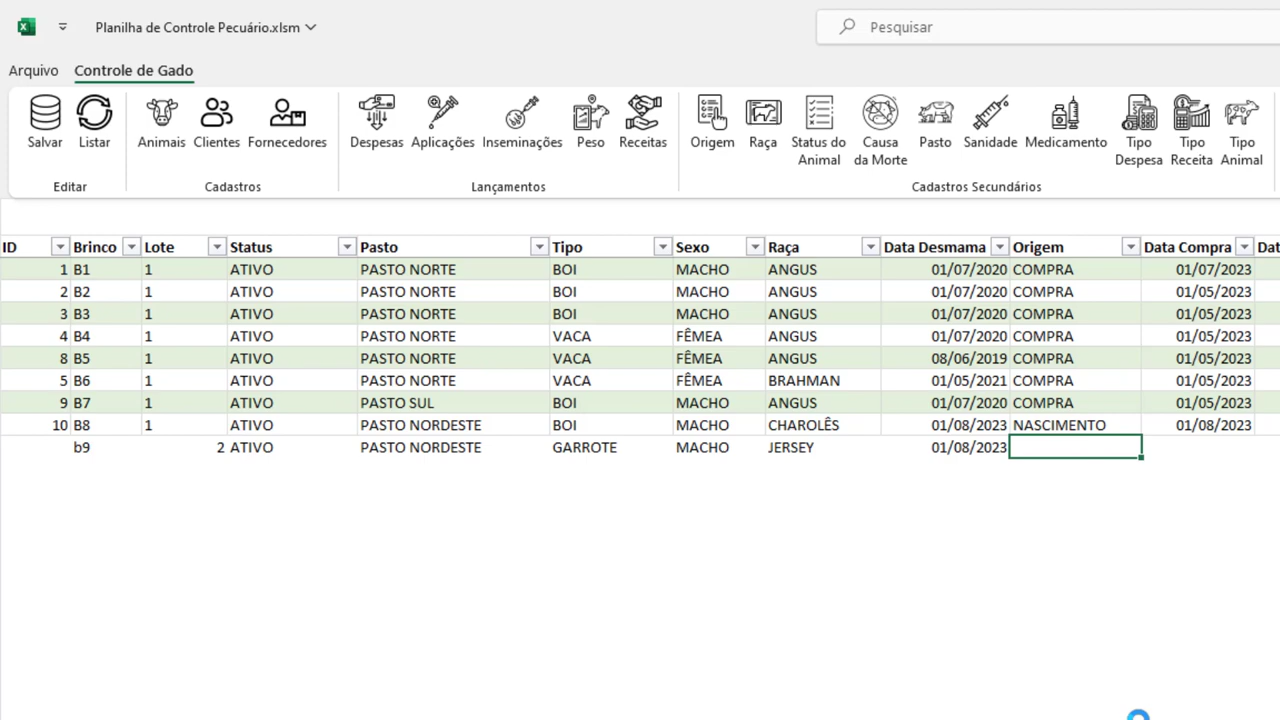 Planilha de Controle Pecuário.xlsm
Pesquisar
Arquivo Controle de Gado
Salvar Listar Animais Clientes Fornecedores Despesas Aplicações Inseminações Peso Receitas Origem Raça Status do Animal Causa da Morte Pasto Sanidade Medicamento Tipo Despesa Tipo Receita Tipo Animal
Editar Cadastros Lançamentos Cadastros Secundários
ID Brinco Lote Status Pasto Tipo Sexo Raça Data Desmama Origem Data Compra Dat
1 B1 1 ATIVO PASTO NORTE BOI MACHO ANGUS 01/07/2020 COMPRA 01/07/2023
2 B2 1 ATIVO PASTO NORTE BOI MACHO ANGUS 01/07/2020 COMPRA 01/05/2023
3 B3 1 ATIVO PASTO NORTE BOI MACHO ANGUS 01/07/2020 COMPRA 01/05/2023
4 B4 1 ATIVO PASTO NORTE VACA FÊMEA ANGUS 01/07/2020 COMPRA 01/05/2023
8 B5 1 ATIVO PASTO NORTE VACA FÊMEA ANGUS 08/06/2019 COMPRA 01/05/2023
5 B6 1 ATIVO PASTO NORTE VACA FÊMEA BRAHMAN 01/05/2021 COMPRA 01/05/2023
9 B7 1 ATIVO PASTO SUL BOI MACHO ANGUS 01/07/2020 COMPRA 01/05/2023
10 B8 1 ATIVO PASTO NORDESTE BOI MACHO CHAROLÊS 01/08/2023 NASCIMENTO 01/08/2023
b9 2 ATIVO PASTO NORDESTE GARROTE MACHO JERSEY 01/08/2023